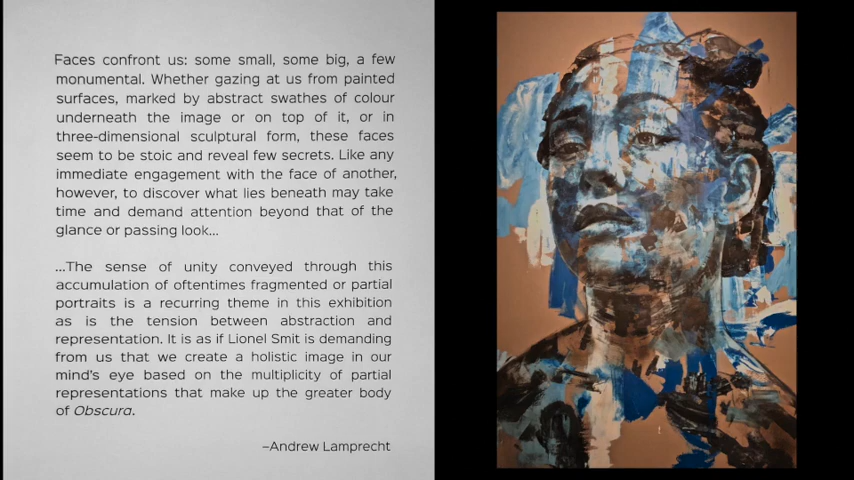 Faces confront us: some small, some big, a few
monumental. Whether gazing at us from painted
surfaces, marked by abstract swathes of colour
underneath the image or on top of it, or in
three-dimensional sculptural form, these faces
seem to be stoic and reveal few secrets. Like any
immediate engagement with the face of another,
however, to discover what lies beneath may take
time and demand attention beyond that of the
glance or passing look...
...The sense of unity conveyed through this
accumulation of oftentimes fragmented or partial
portraits is a recurring theme in this exhibition
as is the tension between abstraction and
representation. It is as if Lionel Smit is demanding
from us that we create a holistic image in our
mind's eye based on the multiplicity of partial
representations that make up the greater body
of Obscura.
–Andrew Lamprecht